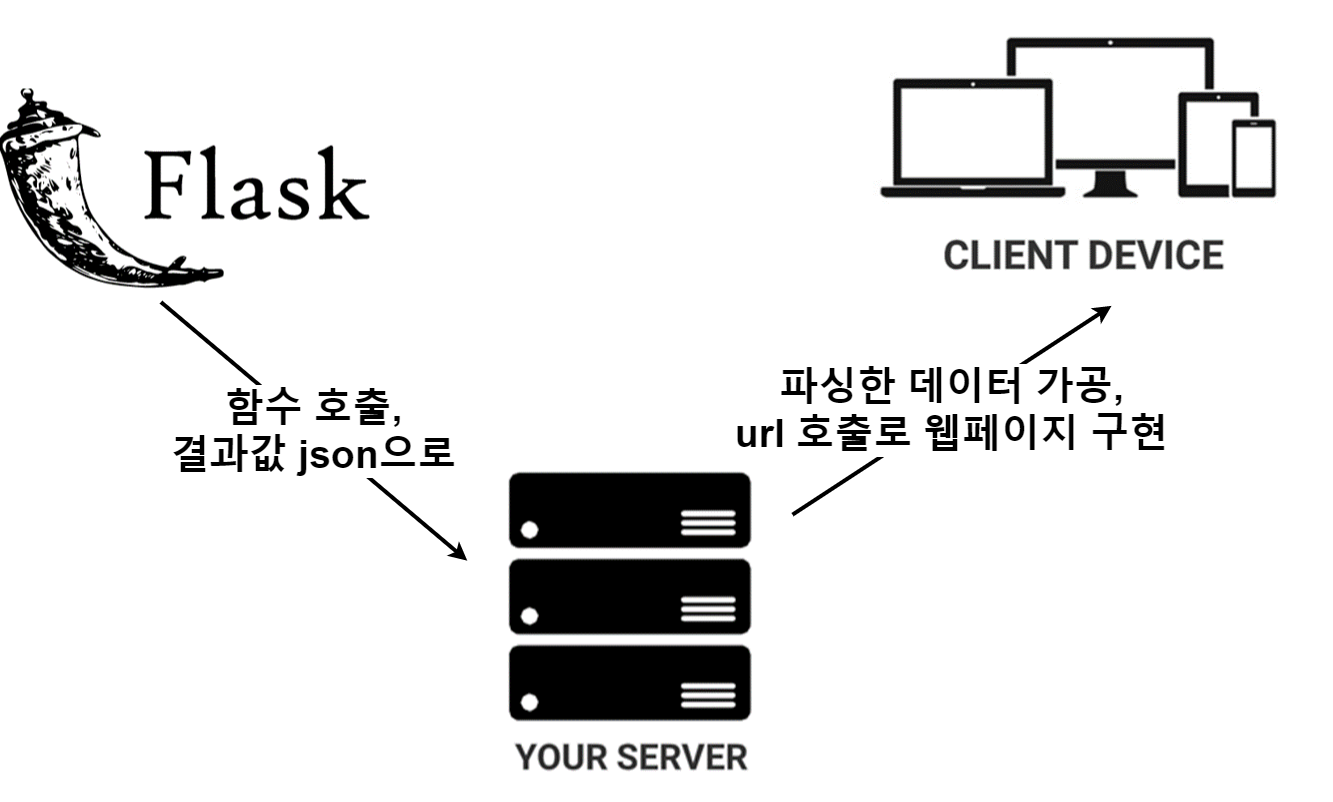 Flask
CLIENT DEVICE
함수 호출,
결과값 json으로
파싱한 데이터 가공,
url 호출로 웹페이지 구현
YOUR SERVER